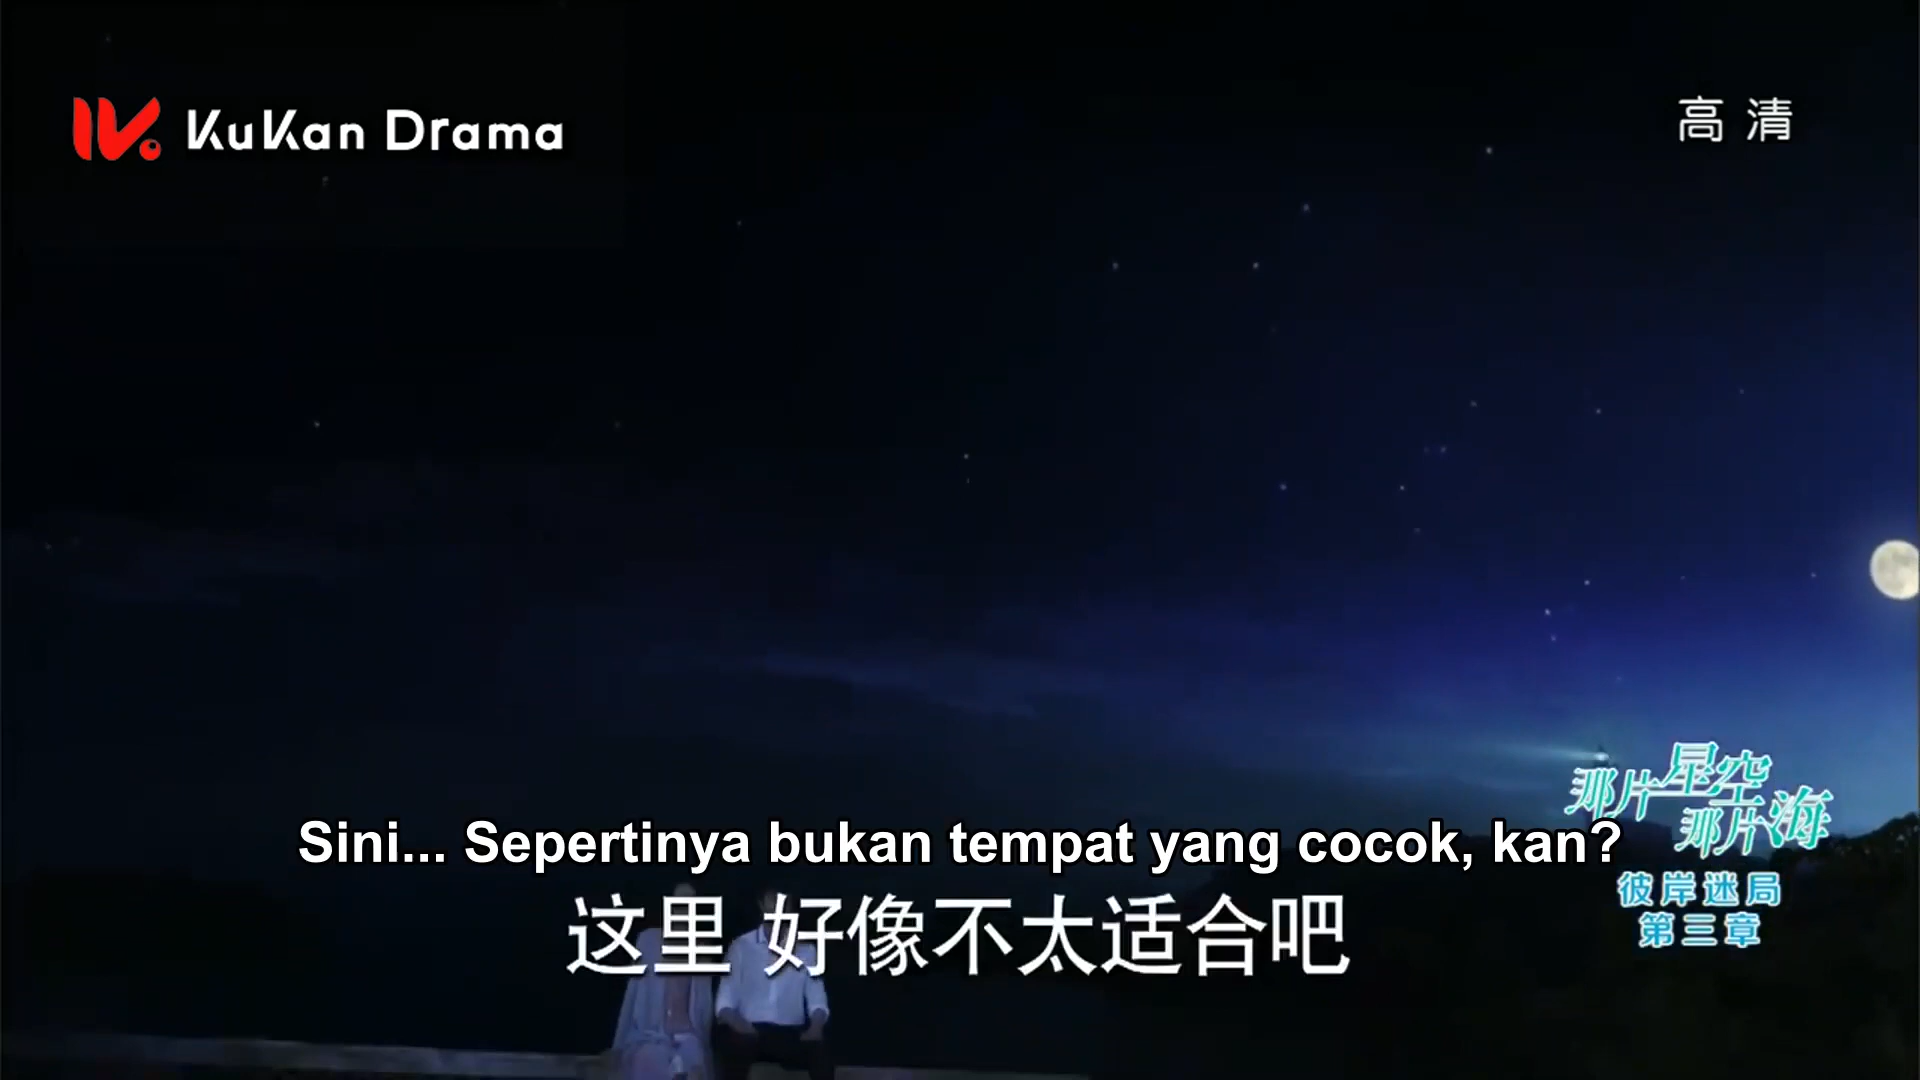 KuKan Drama
高清
那片星空
那片海
Sini... Sepertinya bukan tempat yang cocok, kan?
彼岸迷局
第三章
这里 好像不太适合吧